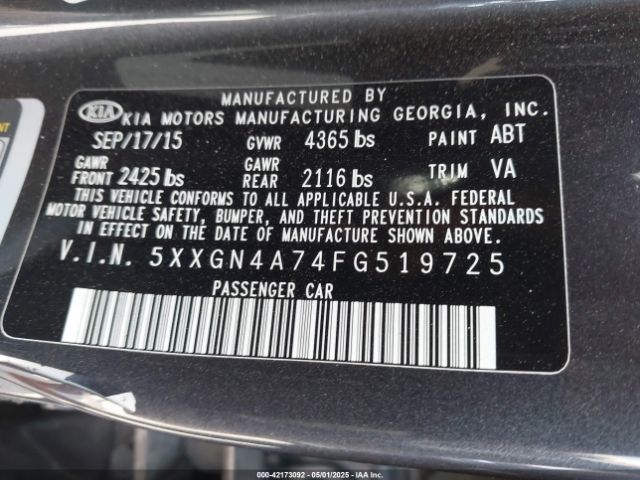 MANUFACTURED BY
KIA KIA MOTORS MANUFACTURING GEORGIA, INC.
SEP/17/15 GVWR 4365 lbs PAINT ABT
GAWR FRONT 2425 lbs GAWR REAR 2116 lbs TRIM VA
THIS VEHICLE CONFORMS TO ALL APPLICABLE U.S.A. FEDERAL
MOTOR VEHICLE SAFETY, BUMPER, AND THEFT PREVENTION STANDARDS
IN EFFECT ON THE DATE OF MANUFACTURE SHOWN ABOVE.
V.I.N. 5XXGN4A74FG519725
PASSENGER CAR
000-42173092 - 05/01/2025 - IAAI, Inc.